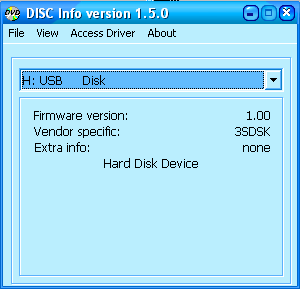 DVD DISC Info version 1.5.0
File View Access Driver About
H: USB Disk
Firmware version: 1.00
Vendor specific: 3SDSK
Extra info: none
Hard Disk Device